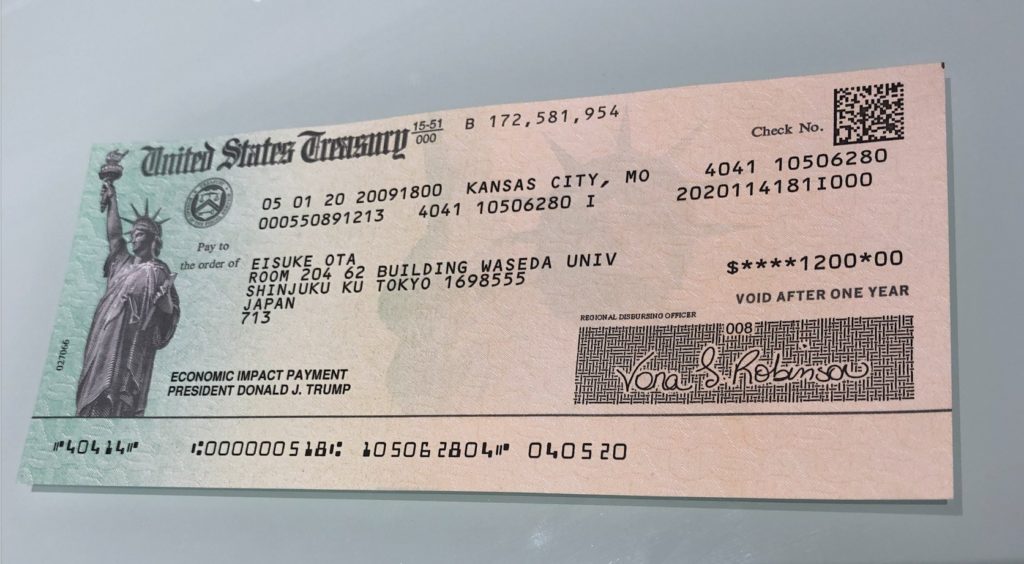 United States Treasury 15-51 000 B 172,581,954
Check No.
05 01 20 20091800 KANSAS CITY, MO 4041 10506280
000550891213 4041 10506280 I 2020114181I000
Pay to
the order of
EISUKE OTA
ROOM 204 62 BUILDING WASEDA UNIV
SHINJUKU KU TOKYO 1698555
JAPAN
713
$****1200*00
VOID AFTER ONE YEAR
REGIONAL DISBURSING OFFICER
008
Vona S. Robinson
027066
ECONOMIC IMPACT PAYMENT
PRESIDENT DONALD J. TRUMP
⑈40414⑈ ⑆000000518⑆ 105062804⑈ 040520